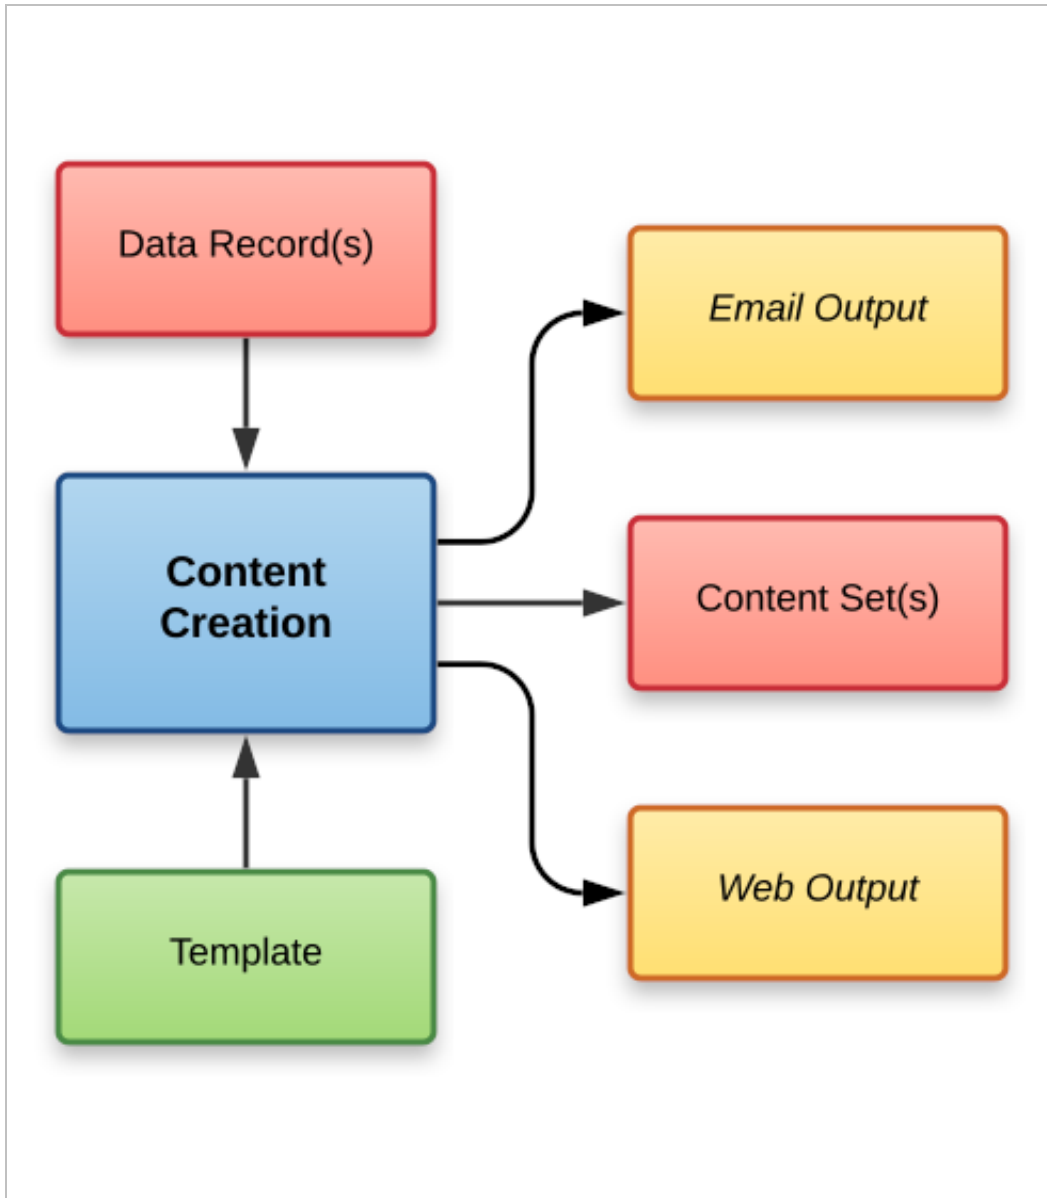 Data Record(s)
Email Output
Content
Creation
Content Set(s)
Web Output
Template